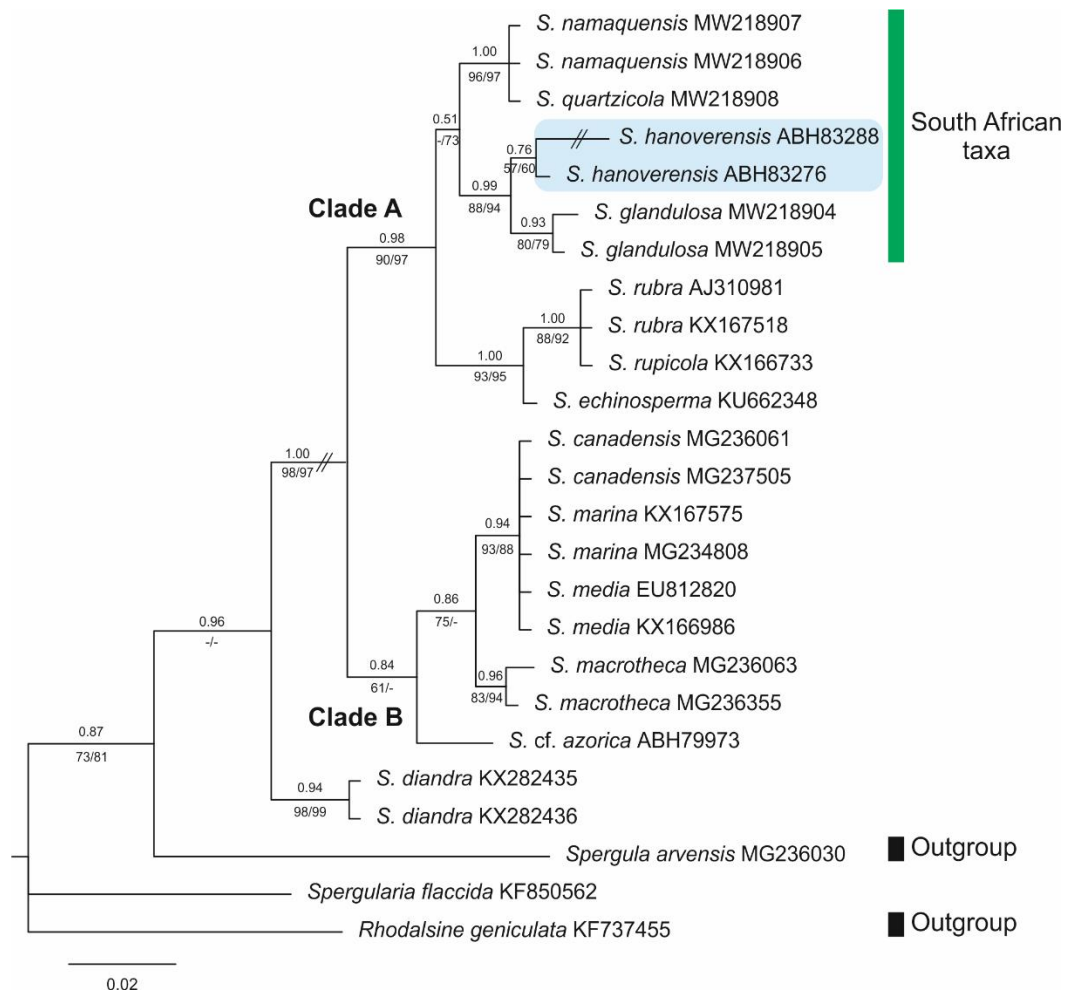 S. namaquensis MW218907
1.00
S. namaquensis MW218906
96/97
S. quartzicola MW218908
South African
taxa
0.51
-/73
S. hanoverensis ABH83288
0.76
57/60
S. hanoverensis ABH83276
0.99
88/94
Clade A
S. glandulosa MW218904
0.93
80/79
S. glandulosa MW218905
0.98
90/97
S. rubra AJ310981
1.00
S. rubra KX167518
88/92
1.00
S. rupicola KX166733
93/95
S. echinosperma KU662348
S. canadensis MG236061
1.00
98/97
S. canadensis MG237505
S. marina KX167575
0.94
93/88
S. marina MG234808
S. media EU812820
0.86
75/-
S. media KX166986
0.96
-/-
S. macrotheca MG236063
0.96
83/94
0.84
61/-
S. macrotheca MG236355
Clade B
S. cf. azorica ABH79973
0.87
73/81
S. diandra KX282435
0.94
98/99
S. diandra KX282436
Spergula arvensis MG236030
Outgroup
Spergularia flaccida KF850562
Rhodalsine geniculata KF737455
Outgroup
0.02